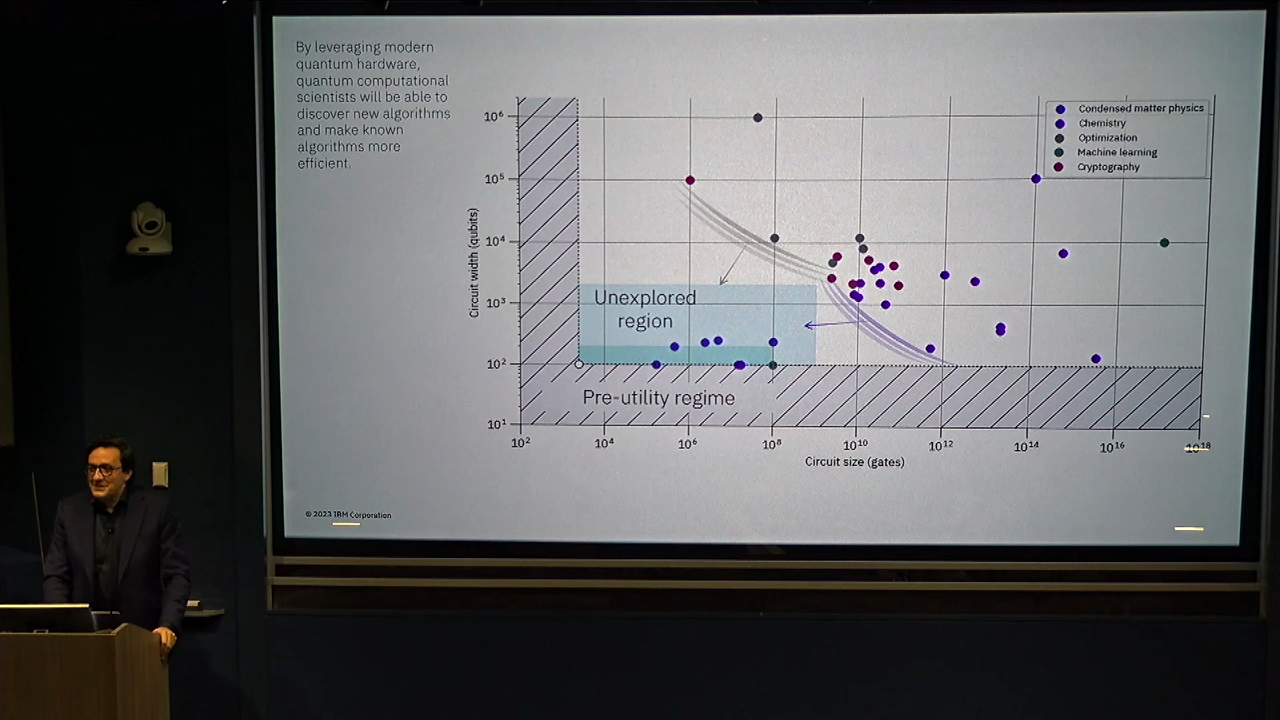 By leveraging modern
quantum hardware,
quantum computational
scientists will be able to
discover new algorithms
and make known
algorithms more
efficient.
Condensed matter physics
Chemistry
Optimization
Machine learning
Cryptography
10⁶
10⁵
10⁴
10³
10²
10¹
Circuit width (qubits)
Unexplored
region
Pre-utility regime
10² 10⁴ 10⁶ 10⁸ 10¹⁰ 10¹² 10¹⁴ 10¹⁶ 10¹⁸
Circuit size (gates)
© 2023 IBM Corporation